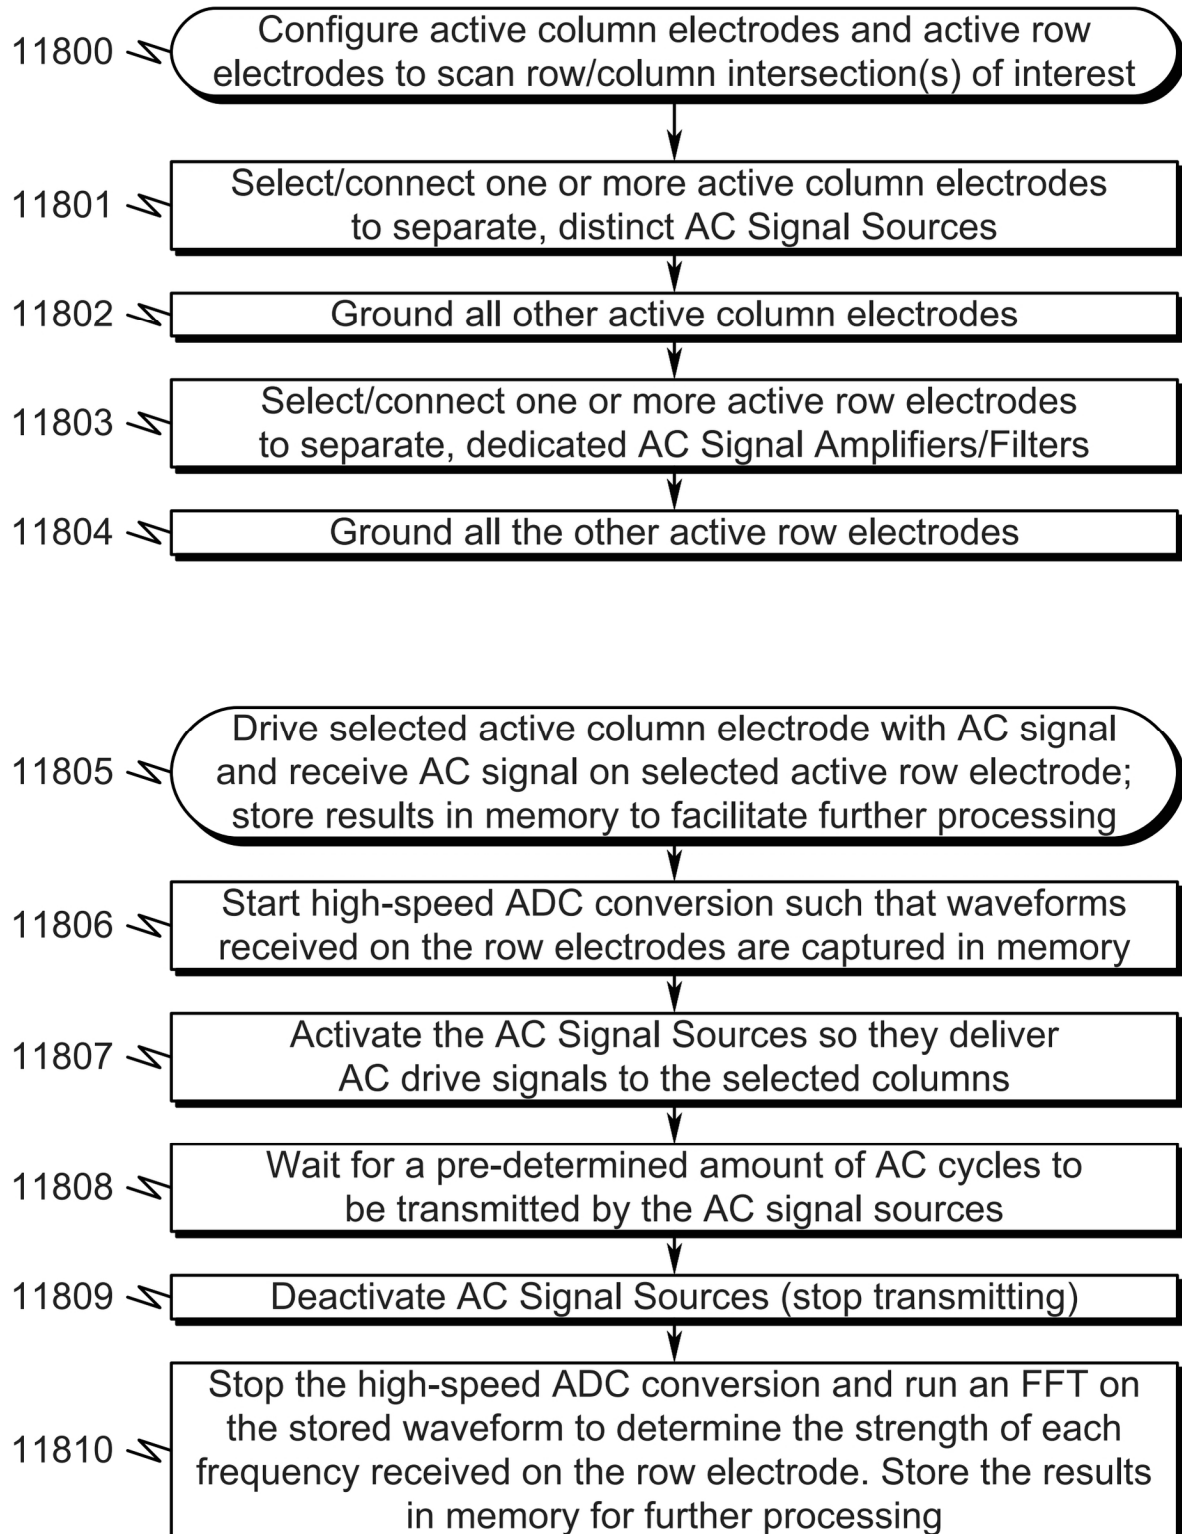 11800
Configure active column electrodes and active row
electrodes to scan row/column intersection(s) of interest
11801
Select/connect one or more active column electrodes
to separate, distinct AC Signal Sources
11802
Ground all other active column electrodes
11803
Select/connect one or more active row electrodes
to separate, dedicated AC Signal Amplifiers/Filters
11804
Ground all the other active row electrodes
11805
Drive selected active column electrode with AC signal
and receive AC signal on selected active row electrode;
store results in memory to facilitate further processing
11806
Start high-speed ADC conversion such that waveforms
received on the row electrodes are captured in memory
11807
Activate the AC Signal Sources so they deliver
AC drive signals to the selected columns
11808
Wait for a pre-determined amount of AC cycles to
be transmitted by the AC signal sources
11809
Deactivate AC Signal Sources (stop transmitting)
11810
Stop the high-speed ADC conversion and run an FFT on
the stored waveform to determine the strength of each
frequency received on the row electrode. Store the results
in memory for further processing